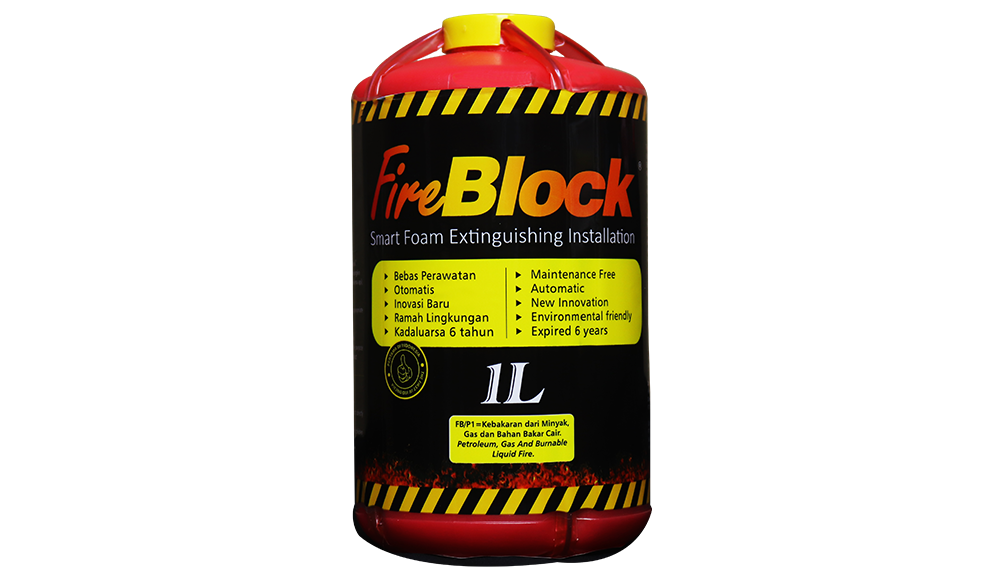 FireBlock®
Smart Foam Extinguishing Installation
Bebas Perawatan
Otomatis
Inovasi Baru
Ramah Lingkungan
Kadaluarsa 6 tahun
Maintenance Free
Automatic
New Innovation
Environmental friendly
Expired 6 years
1L
FB/P1=Kebakaran dari Minyak,
Gas dan Bahan Bakar Cair.
Petroleum, Gas And Burnable
Liquid Fire.